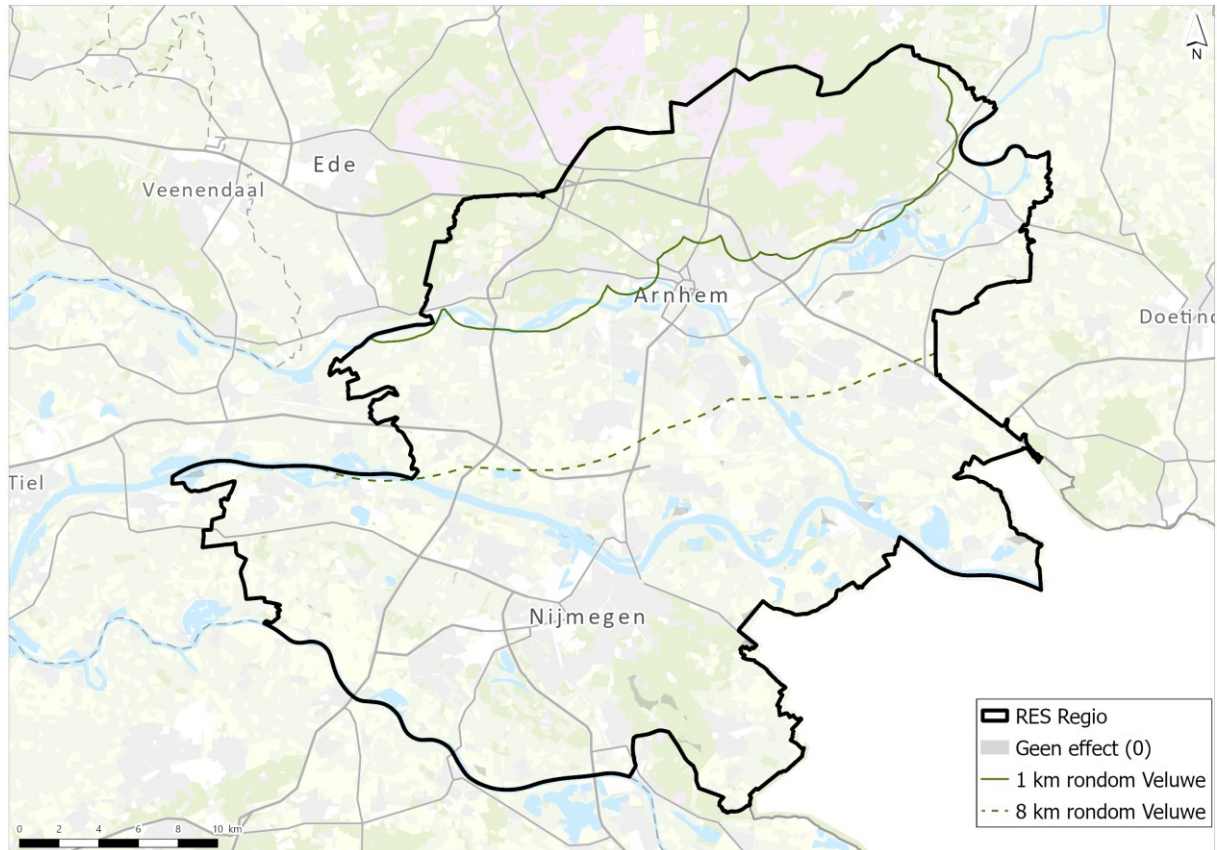 N
Ede
Veenendaal
Arnhem
Doetinc
Tiel
Nijmegen
RES Regio
Geen effect (0)
1 km rondom Veluwe
8 km rondom Veluwe
0 2 4 6 8 10 km